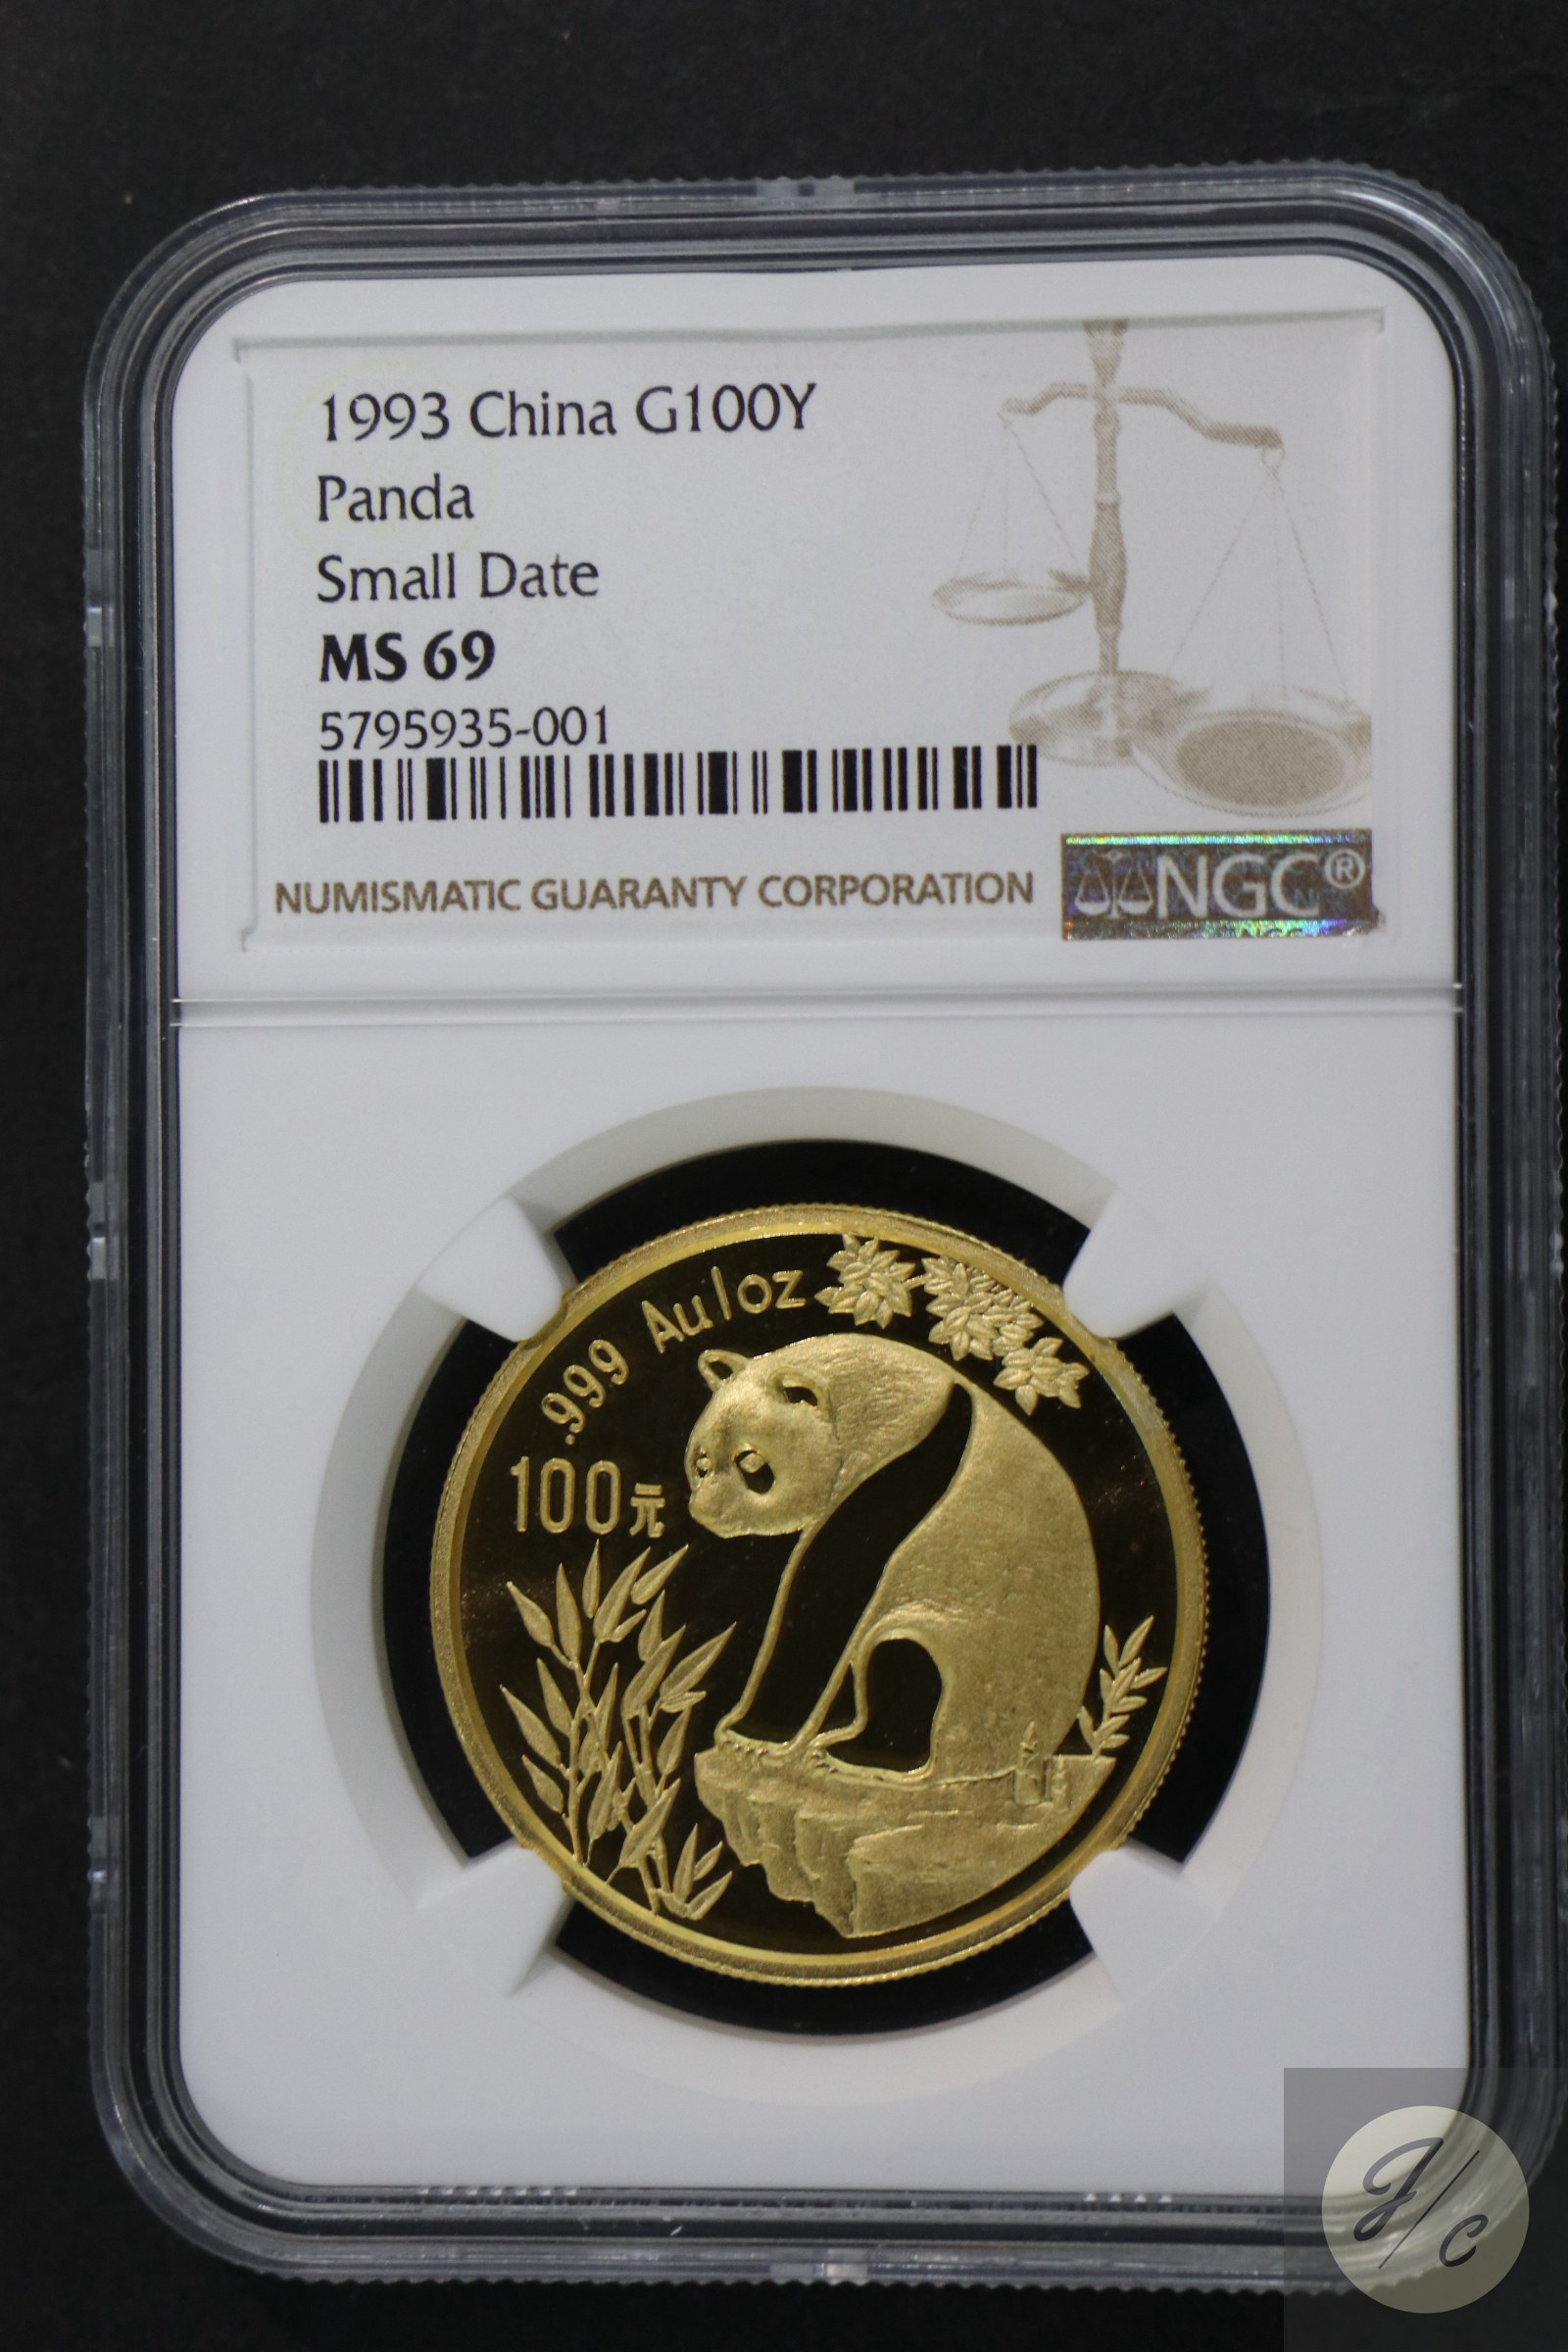 1993 China G100Y
Panda
Small Date
MS 69
5795935-001
NUMISMATIC GUARANTY CORPORATION
NGC®
.999 Au 1oz
100元
J/c